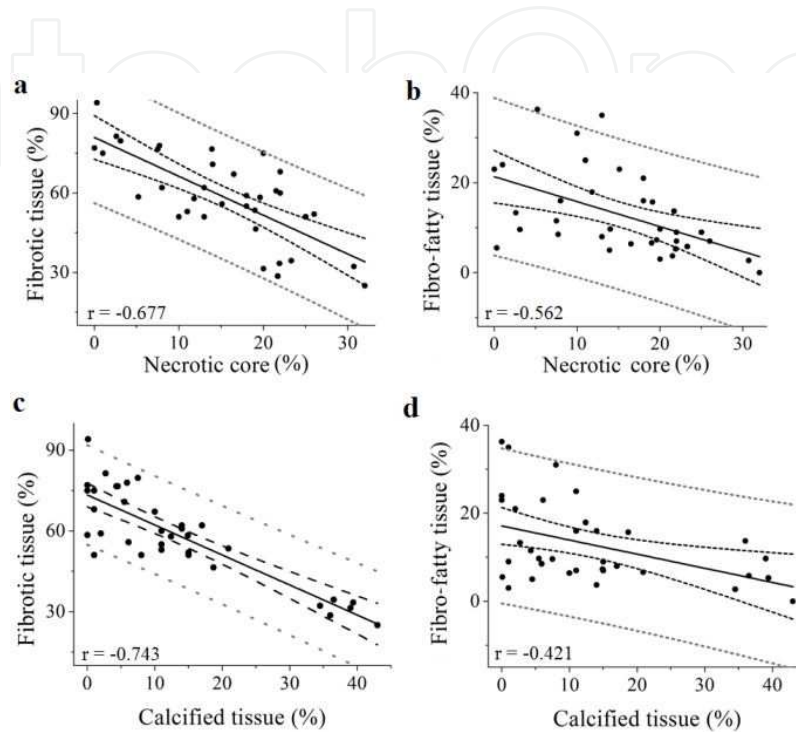 a
90
60
30
Fibrotic tissue (%)
r = -0.677
0 10 20 30
Necrotic core (%)
b
40
20
0
Fibro-fatty tissue (%)
r = -0.562
0 10 20 30
Necrotic core (%)
c
90
60
30
Fibrotic tissue (%)
r = -0.743
0 10 20 30 40
Calcified tissue (%)
d
40
20
0
Fibro-fatty tissue (%)
r = -0.421
0 10 20 30 40
Calcified tissue (%)